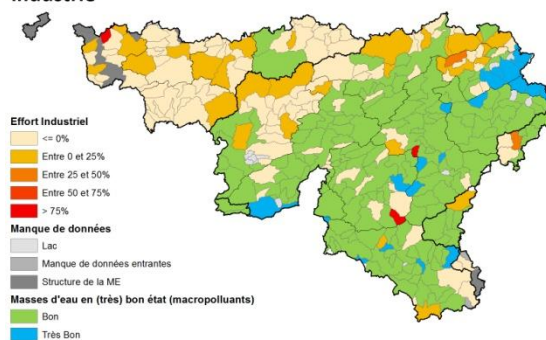 Effort Industriel
<= 0%
Entre 0 et 25%
Entre 25 et 50%
Entre 50 et 75%
> 75%
Manque de données
Lac
Manque de données entrantes
Structure de la ME
Masses d'eau en (très) bon état (macropolluants)
Bon
Très Bon